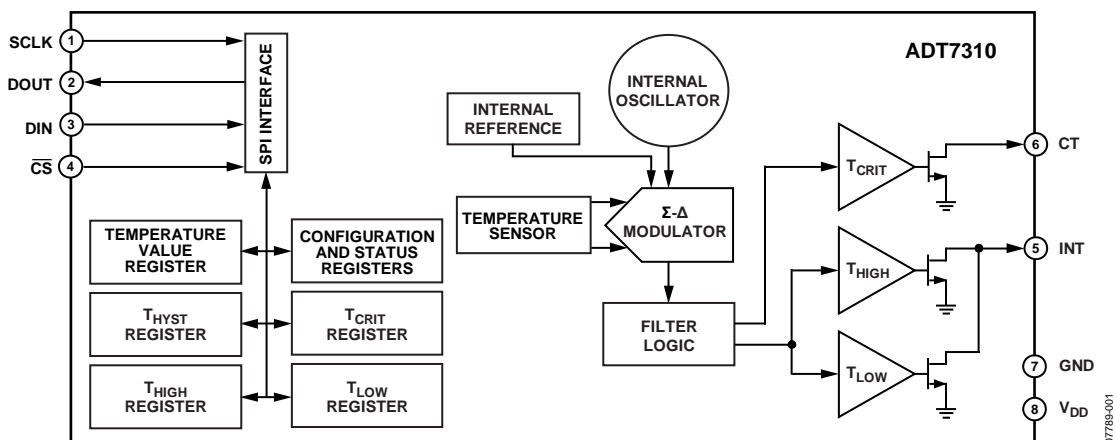 ADT7310
SCLK 1
DOUT 2
DIN 3
CS 4
SPI INTERFACE
TEMPERATURE
VALUE
REGISTER
CONFIGURATION
AND STATUS
REGISTERS
THYST
REGISTER
TCRIT
REGISTER
THIGH
REGISTER
TLOW
REGISTER
INTERNAL
REFERENCE
INTERNAL
OSCILLATOR
TEMPERATURE
SENSOR
Σ-Δ
MODULATOR
FILTER
LOGIC
TCRIT
THIGH
TLOW
6 CT
5 INT
7 GND
8 VDD
07789-001